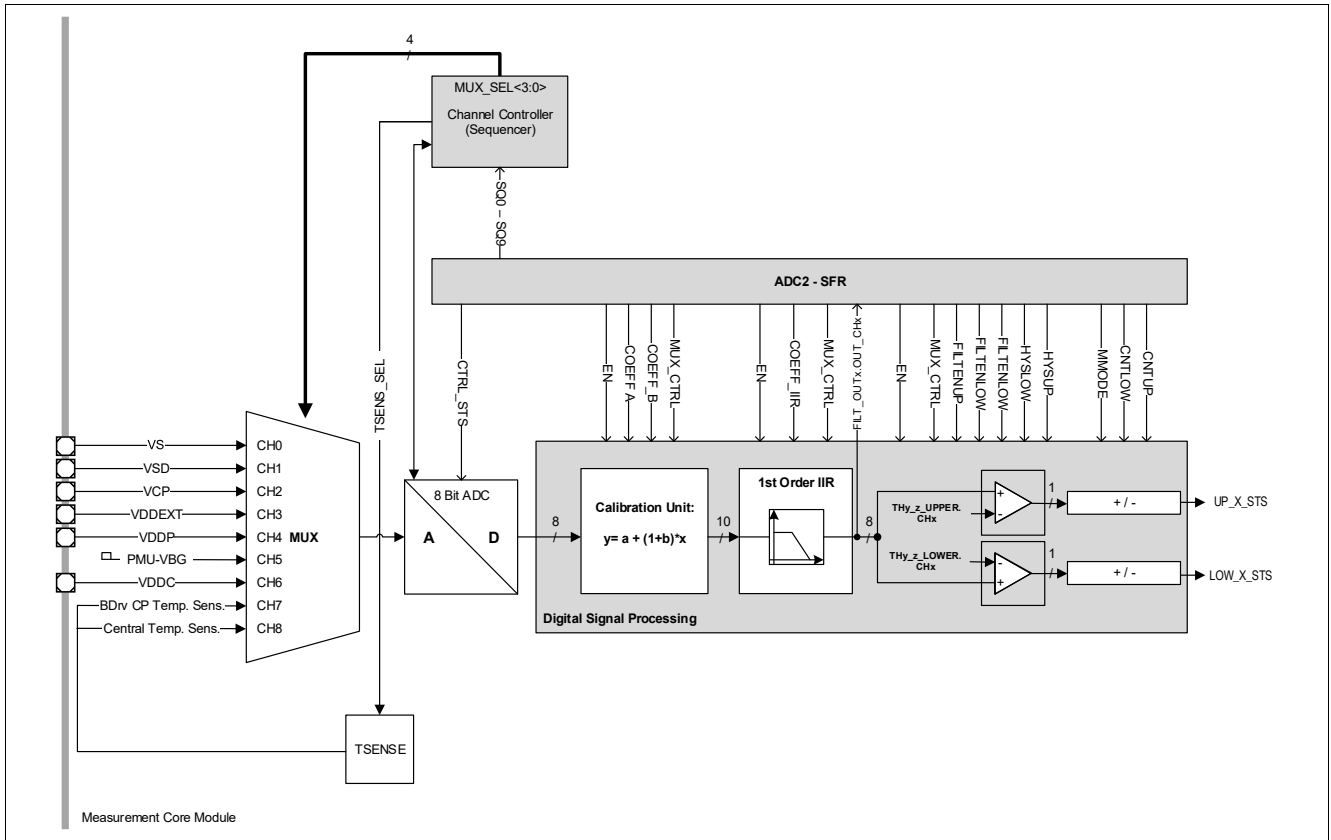 4
MUX_SEL<3:0>
Channel Controller
(Sequencer)
SQ0 – SQ9
ADC2 - SFR
TSENS_SEL
CTRL_STS
EN
COEFF A
COEFF_B
MUX_CTRL
EN
COEFF_IIR
MUX_CTRL
FILT_OUTx.OUT_CHx
EN
MUX_CTRL
FILTENUP
FILTENLOW
FILTENLOW
HYSLOW
HYSUP
MMODE
CNTLOW
CNTUP
VS
CH0
VSD
CH1
VCP
CH2
VDDEXT
CH3
VDDP
CH4
MUX
PMU-VBG
CH5
VDDC
CH6
BDrv CP Temp. Sens.
CH7
Central Temp. Sens.
CH8
8 Bit ADC
A
D
8
Calibration Unit:
y= a + (1+b)*x
10
1st Order IIR
8
THy_z_UPPER.
CHx
+
-
1
+ / -
UP_X_STS
THy_z_LOWER.
CHx
-
+
1
+ / -
LOW_X_STS
Digital Signal Processing
TSENSE
Measurement Core Module